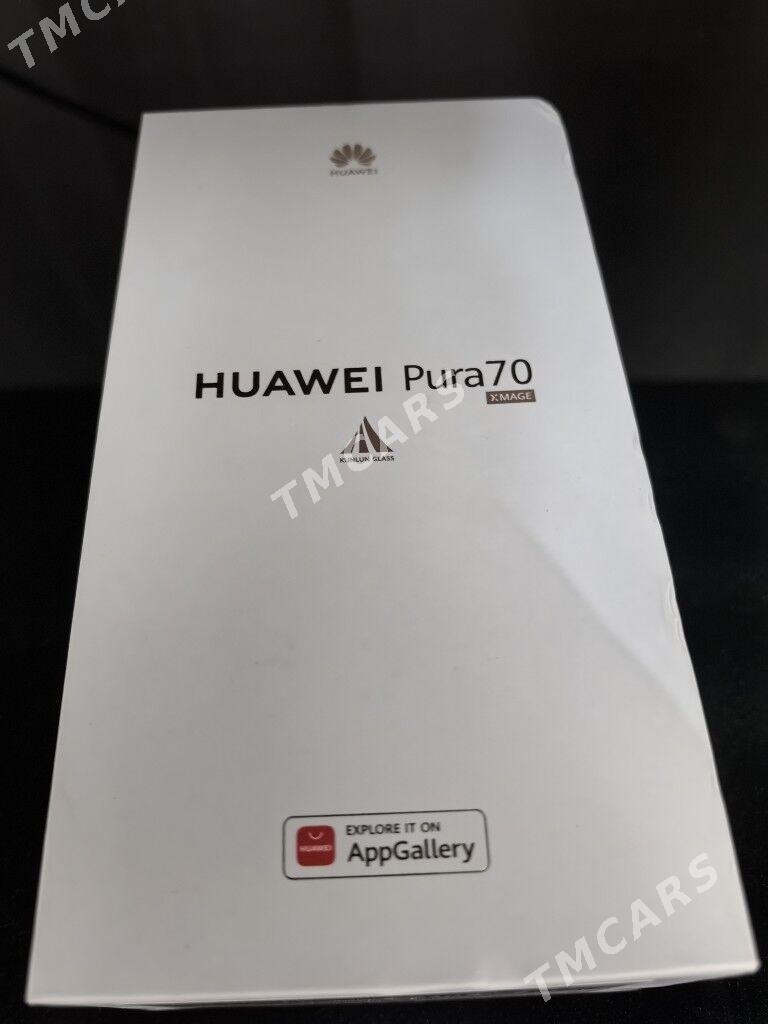 TMCARS
HUAWEI
HUAWEI Pura70
XMAGE
KUNLUN GLASS
TMCARS
EXPLORE IT ON
HUAWEI
AppGallery
TMCARS